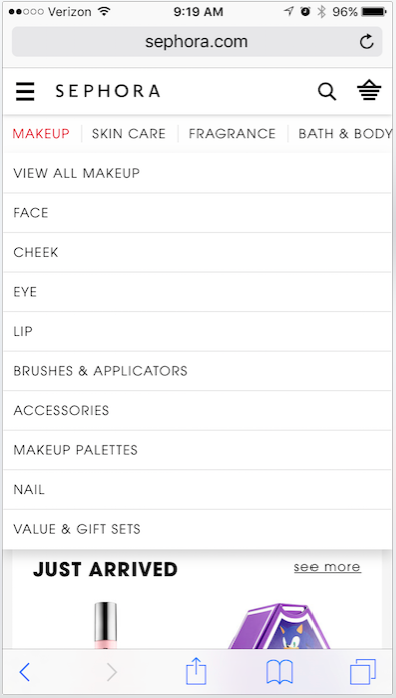 Verizon 9:19 AM 96%
sephora.com
SEPHORA
MAKEUP SKIN CARE FRAGRANCE BATH & BODY
VIEW ALL MAKEUP
FACE
CHEEK
EYE
LIP
BRUSHES & APPLICATORS
ACCESSORIES
MAKEUP PALETTES
NAIL
VALUE & GIFT SETS
JUST ARRIVED see more